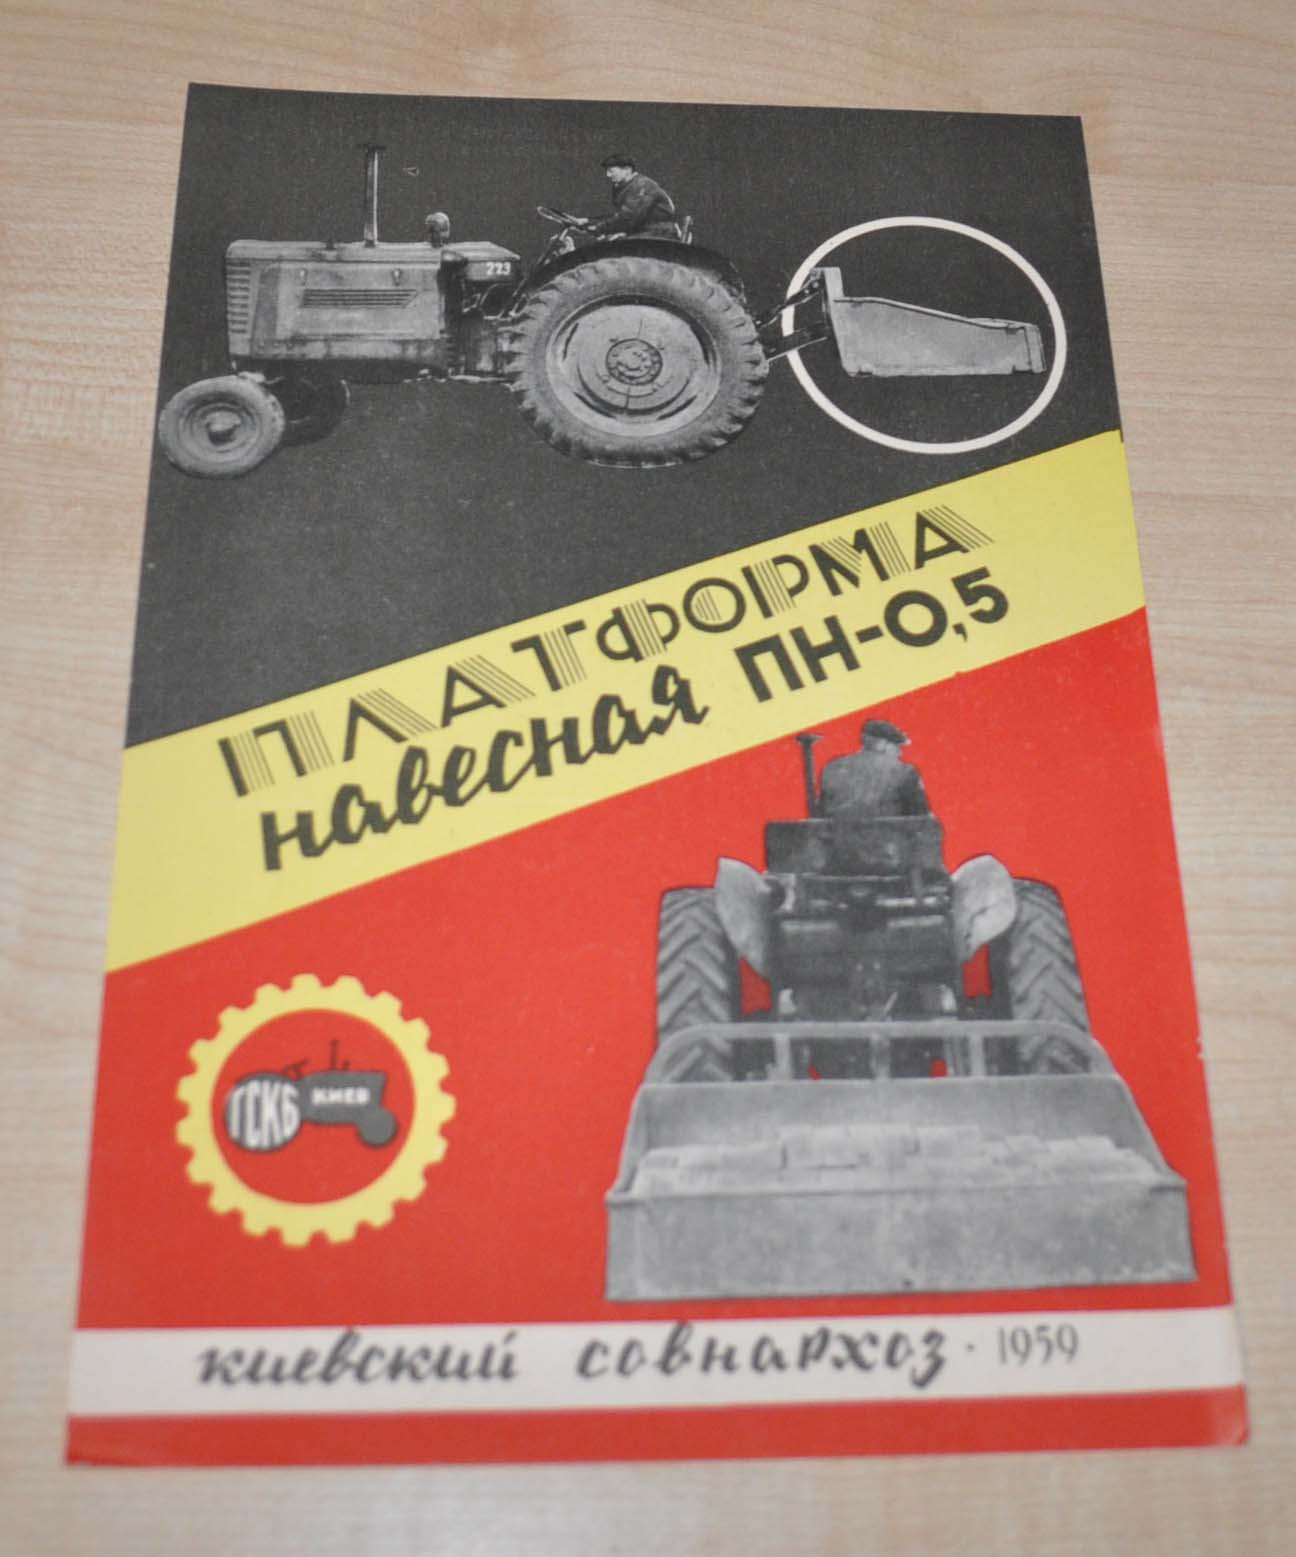 223
ПЛАТФОРМА
навесная ПН-0,5
ГСКБ КИЕВ
киевский совнархоз · 1959